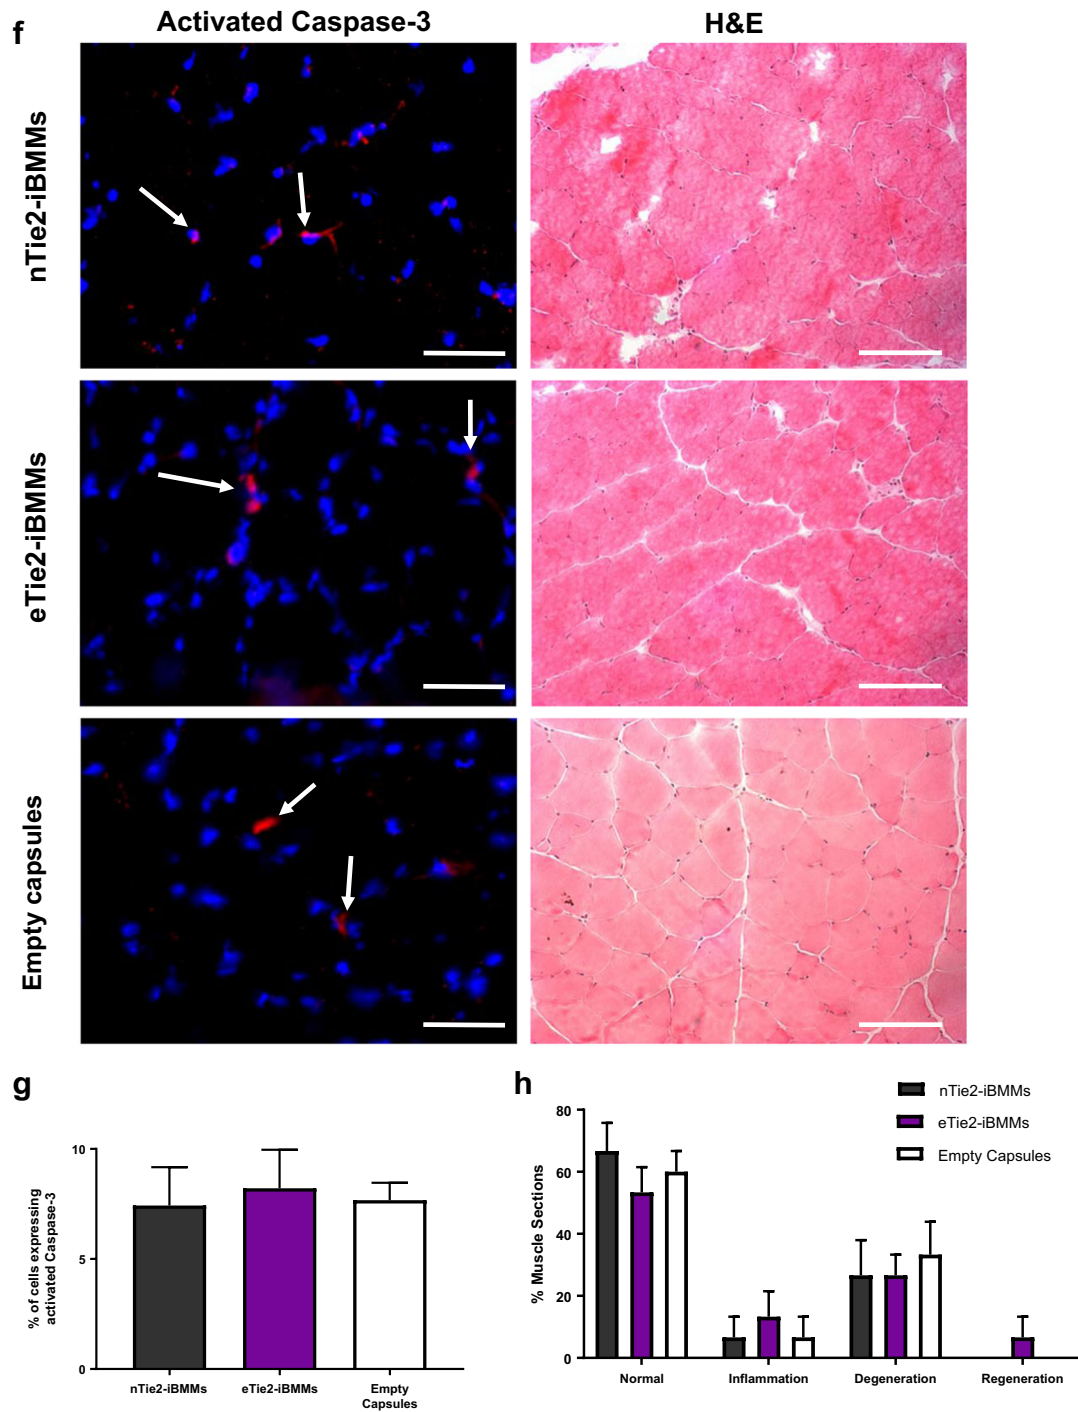 f
Activated Caspase-3
H&E
nTie2-iBMMs
eTie2-iBMMs
Empty capsules
g
% of cells expressing
activated Caspase-3
10
5
0
nTie2-iBMMs
eTie2-iBMMs
Empty
Capsules
h
nTie2-iBMMs
eTie2-iBMMs
Empty Capsules
% Muscle Sections
80
60
40
20
0
Normal
Inflammation
Degeneration
Regeneration